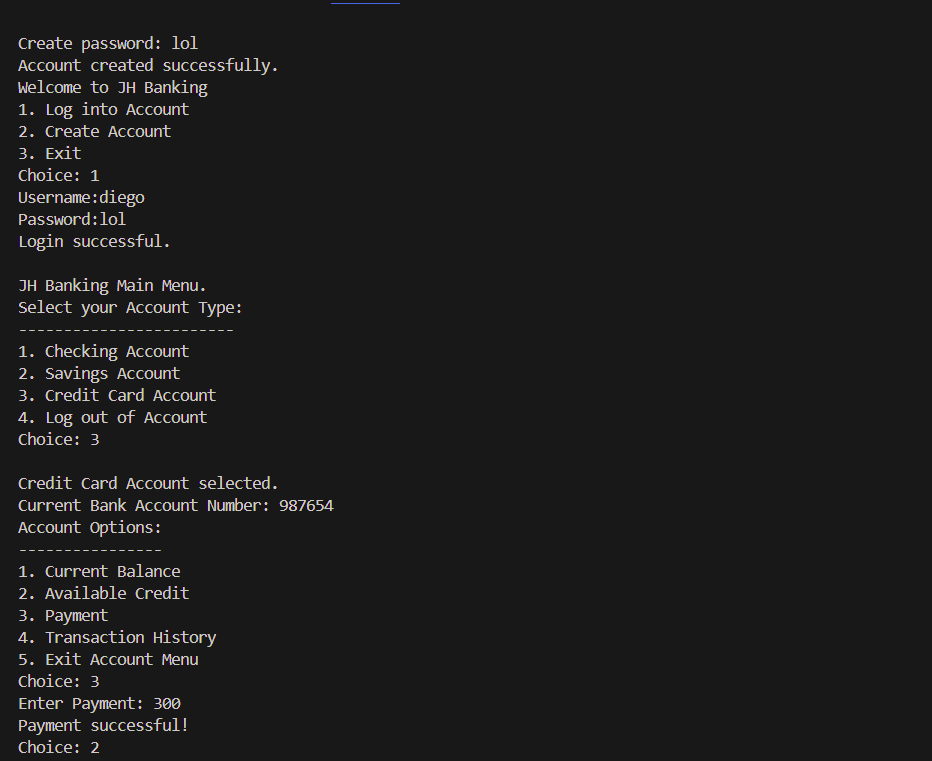 Create password: lol
Account created successfully.
Welcome to JH Banking
1. Log into Account
2. Create Account
3. Exit
Choice: 1
Username:diego
Password:lol
Login successful.
JH Banking Main Menu.
Select your Account Type:
------------------------
1. Checking Account
2. Savings Account
3. Credit Card Account
4. Log out of Account
Choice: 3
Credit Card Account selected.
Current Bank Account Number: 987654
Account Options:
----------------
1. Current Balance
2. Available Credit
3. Payment
4. Transaction History
5. Exit Account Menu
Choice: 3
Enter Payment: 300
Payment successful!
Choice: 2